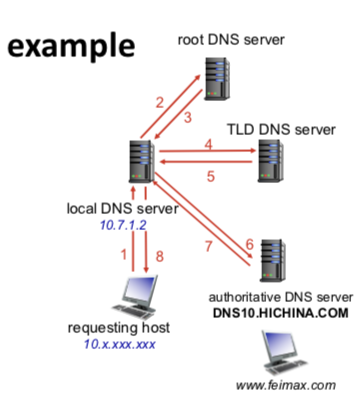 example
root DNS server
2
3
TLD DNS server
4
5
local DNS server
10.7.1.2
1
8
7
6
authoritative DNS server
DNS10.HICHINA.COM
requesting host
10.x.xxx.xxx
www.feimax.com